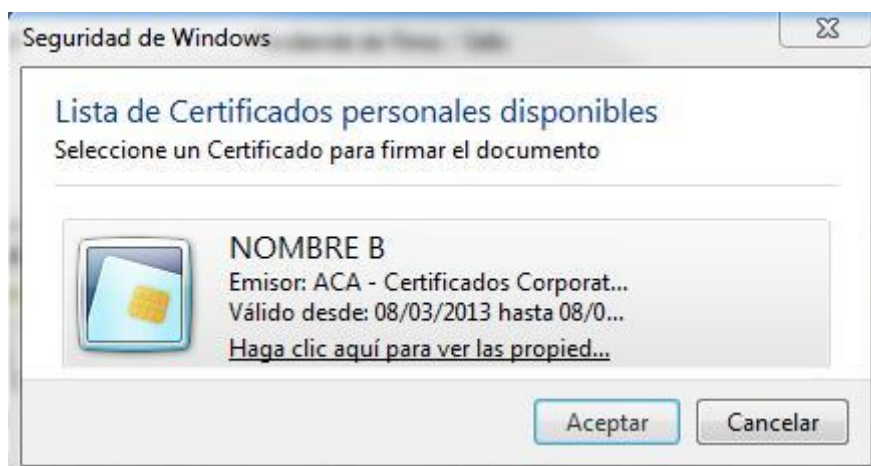 Seguridad de Windows
Lista de Certificados personales disponibles
Seleccione un Certificado para firmar el documento
NOMBRE B
Emisor: ACA - Certificados Corporat...
Válido desde: 08/03/2013 hasta 08/0...
Haga clic aquí para ver las propied...
Aceptar
Cancelar